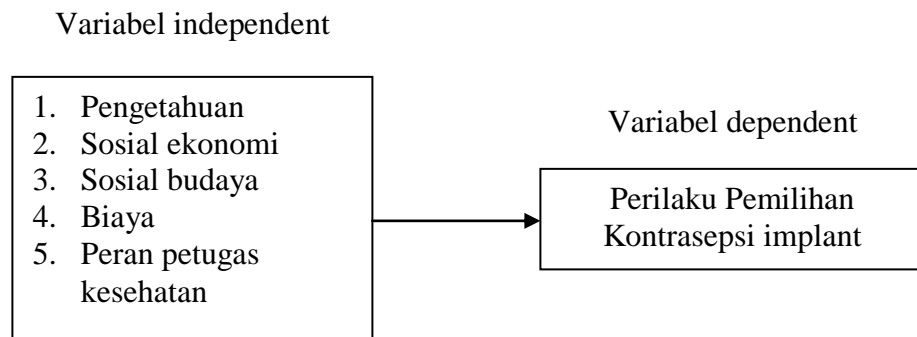 Variabel independent
1. Pengetahuan
2. Sosial ekonomi
3. Sosial budaya
4. Biaya
5. Peran petugas
kesehatan
Variabel dependent
Perilaku Pemilihan
Kontrasepsi implant